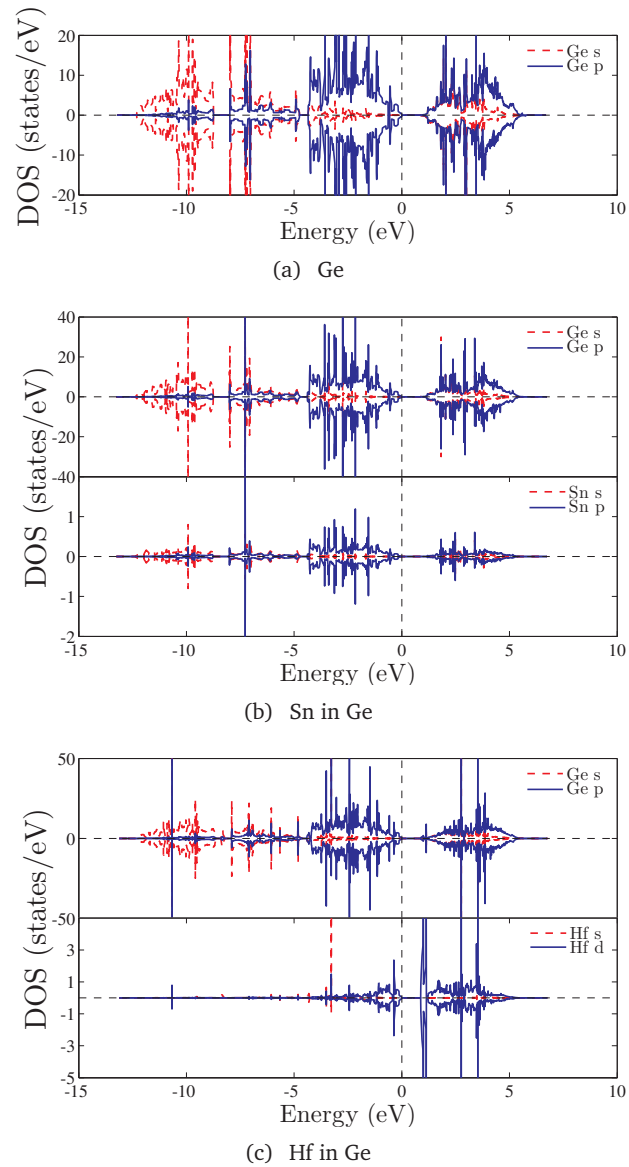 20
10
0
-10
-20
DOS (states/eV)
Ge s
Ge p
-15 -10 -5 0 5 10
Energy (eV)
(a) Ge
40
20
0
-20
-40
DOS (states/eV)
Ge s
Ge p
1
0
-1
-2
Sn s
Sn p
-15 -10 -5 0 5 10
Energy (eV)
(b) Sn in Ge
50
0
-50
DOS (states/eV)
Ge s
Ge p
3
1
-1
-3
-5
Hf s
Hf d
-15 -10 -5 0 5 10
Energy (eV)
(c) Hf in Ge